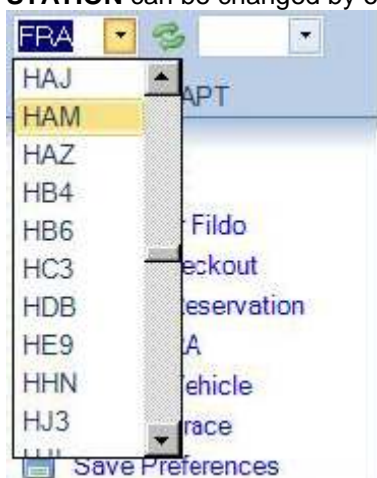 STATION can be changed by
FRA
HAJ
APT
HAM
HAZ
HB4
HB6
Fildo
HC3
eckout
HDB
eservation
HE9
A
HHN
ehicle
HJ3
race
Save Preferences